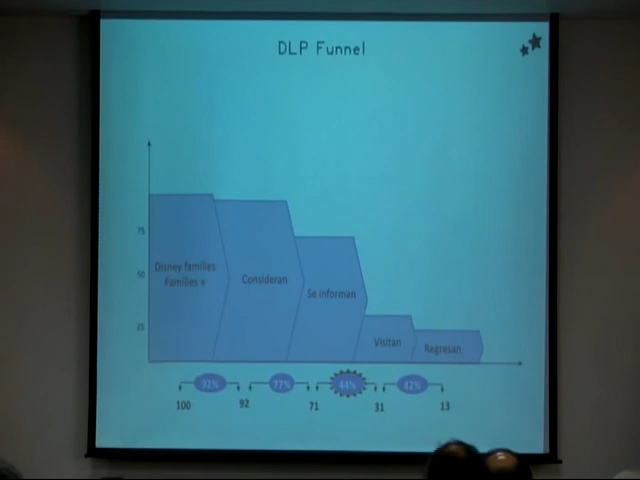 DLP Funnel
75
50
25
Disney families
Families +
Consideran
Se informan
Visitan
Regresan
92%
77%
44%
42%
100
92
71
31
13